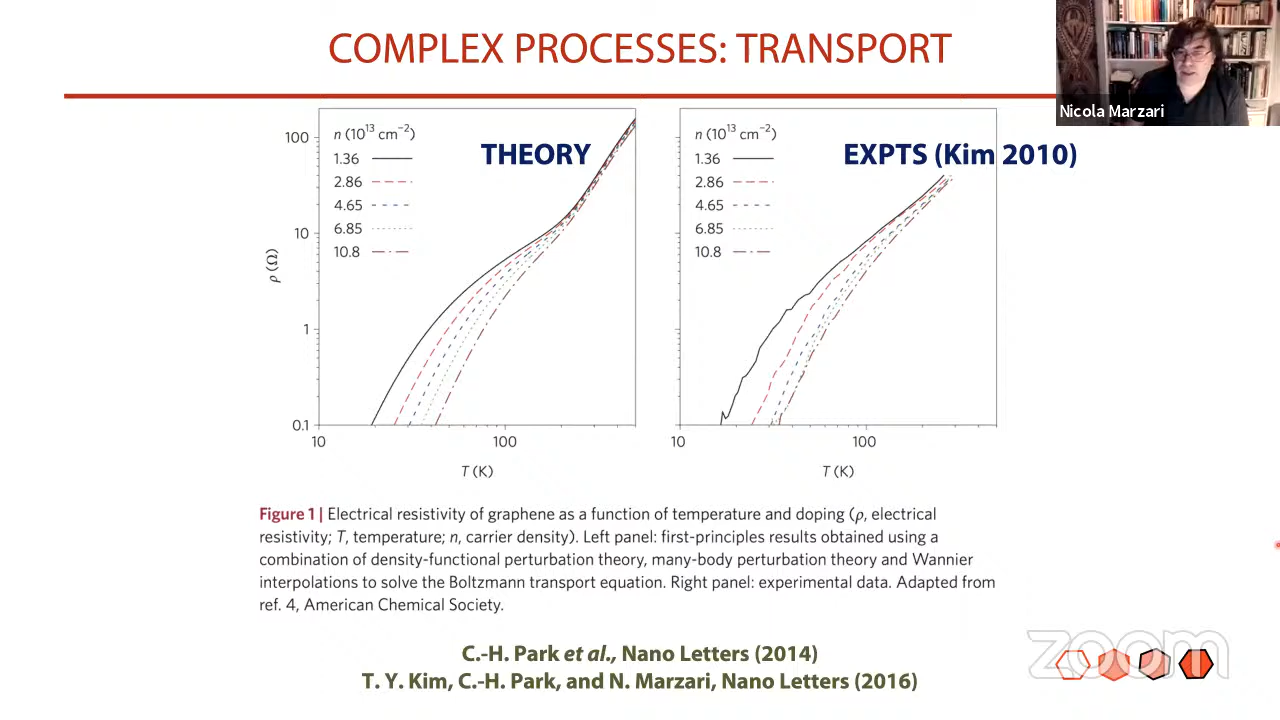 COMPLEX PROCESSES: TRANSPORT
Nicola Marzari
n (10¹³ cm⁻²)
1.36
2.86
4.65
6.85
10.8
THEORY
100
10
1
0.1
ρ (Ω)
10
100
T (K)
n (10¹³ cm⁻²)
1.36
2.86
4.65
6.85
10.8
EXPTS (Kim 2010)
10
100
T (K)
Figure 1 | Electrical resistivity of graphene as a function of temperature and doping (ρ, electrical
resistivity; T, temperature; n, carrier density). Left panel: first-principles results obtained using a
combination of density-functional perturbation theory, many-body perturbation theory and Wannier
interpolations to solve the Boltzmann transport equation. Right panel: experimental data. Adapted from
ref. 4, American Chemical Society.
C.-H. Park et al., Nano Letters (2014)
T. Y. Kim, C.-H. Park, and N. Marzari, Nano Letters (2016)
zoom